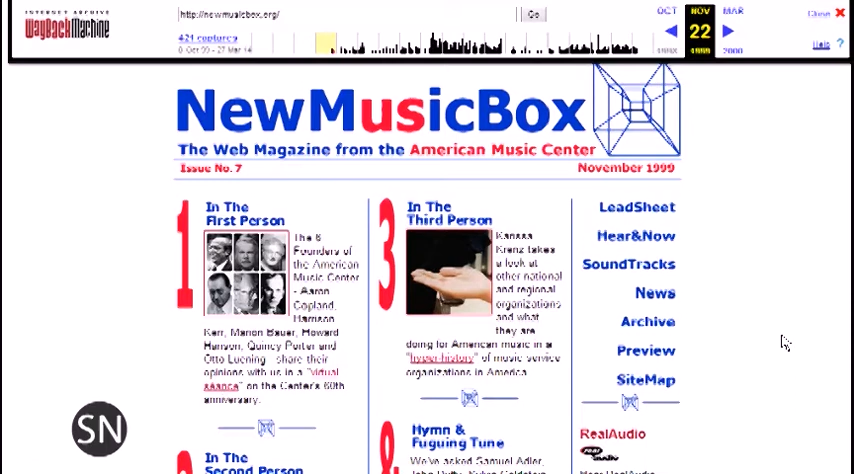 INTERNET ARCHIVE
WayBackMachine
http://newmusicbox.org/
Go
421 captures
OCT NOV MAR
22
1998 1999 2000
Close
Help ?
NewMusicBox
The Web Magazine from the American Music Center
Issue No. 7
November 1999
1
In The
First Person
The 6
Founders of
the American
Music Center
- Aaron
Copland,
Harrison
Kerr, Marion Bauer, Howard
Hanson, Quincy Porter and
Otto Luening - share their
opinions with us in a "virtual
séance" on the Center's 60th
anniversary.
In The
Second Person
3
In The
Third Person
Karissa
Krenz takes
a look at
other national
and regional
organizations
and what
they are
doing for American music in a
"hyper-history" of music service
organizations in America.
&
Hymn &
Fuguing Tune
We've asked Samuel Adler,
LeadSheet
Hear&Now
SoundTracks
News
Archive
Preview
SiteMap
RealAudio
SN